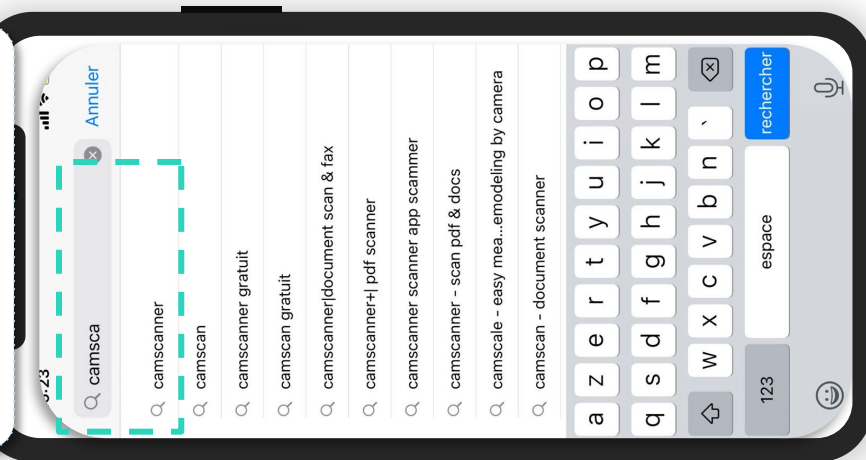 Annuler
camsca
camscanner
camscan
camscanner gratuit
camscan gratuit
camscanner|document scan & fax
camscanner+| pdf scanner
camscanner scanner app scammer
camscanner - scan pdf & docs
camscale - easy mea...emodeling by camera
camscan - document scanner
a z e r t y u i o p
q s d f g h j k l m
w x c v b n `
123 espace rechercher